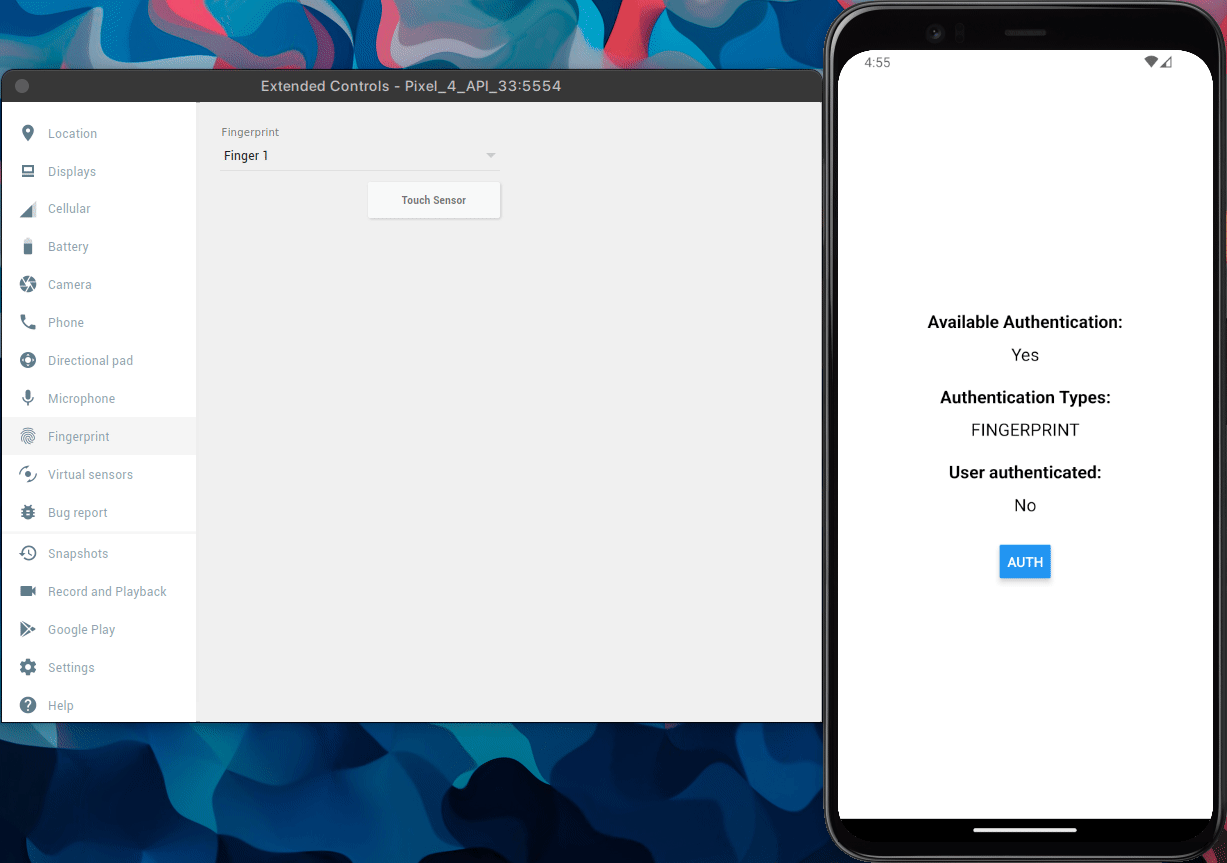 Extended Controls - Pixel_4_API_33:5554
Location
Displays
Cellular
Battery
Camera
Phone
Directional pad
Microphone
Fingerprint
Virtual sensors
Bug report
Snapshots
Record and Playback
Google Play
Settings
Help
Fingerprint
Finger 1
Touch Sensor
4:55
Available Authentication:
Yes
Authentication Types:
FINGERPRINT
User authenticated:
No
AUTH